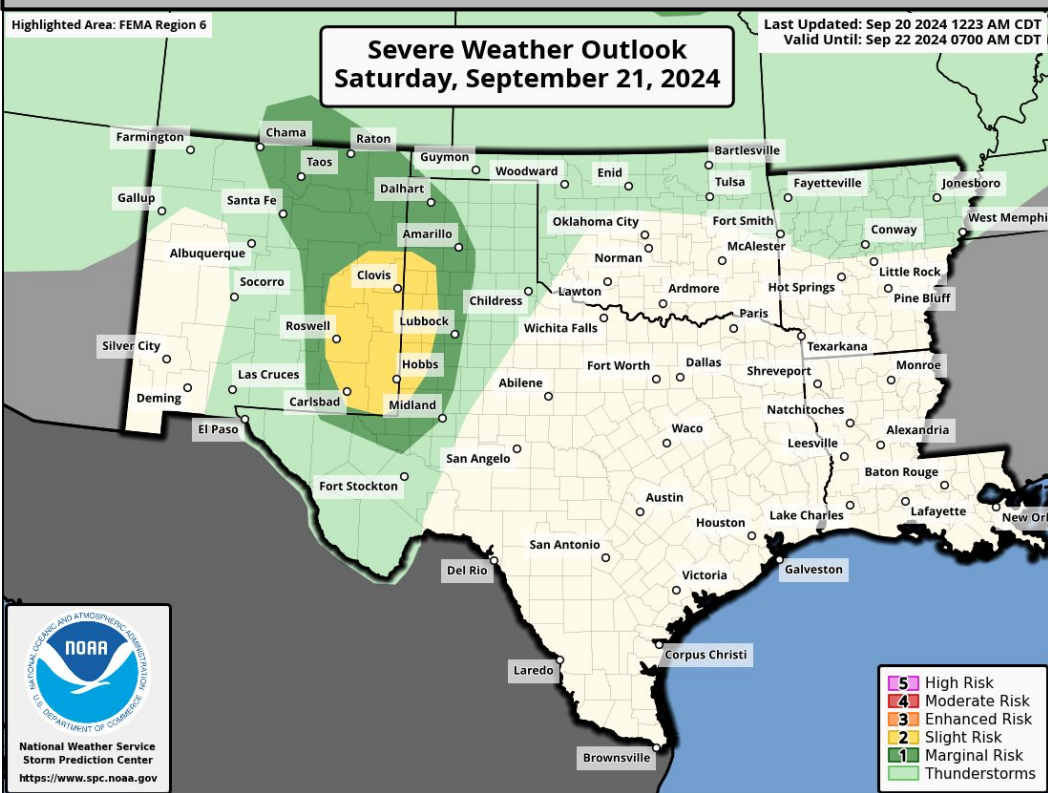 Highlighted Area: FEMA Region 6
Last Updated: Sep 20 2024 1223 AM CDT
Valid Until: Sep 22 2024 0700 AM CDT
Severe Weather Outlook
Saturday, September 21, 2024
Farmington
Chama
Raton
Taos
Guymon
Woodward
Enid
Bartlesville
Tulsa
Fayetteville
Jonesboro
Gallup
Santa Fe
Dalhart
Oklahoma City
Fort Smith
West Memphi
Albuquerque
Amarillo
Norman
McAlester
Conway
Socorro
Clovis
Childress
Lawton
Ardmore
Hot Springs
Little Rock
Pine Bluff
Roswell
Lubbock
Wichita Falls
Paris
Silver City
Texarkana
Las Cruces
Hobbs
Abilene
Fort Worth
Dallas
Shreveport
Monroe
Deming
Carlsbad
Midland
Natchitoches
El Paso
Waco
Leesville
Alexandria
San Angelo
Fort Stockton
Baton Rouge
Austin
Houston
Lake Charles
Lafayette
New Orl
San Antonio
Del Rio
Galveston
Victoria
Laredo
Corpus Christi
Brownsville
NATIONAL OCEANIC AND ATMOSPHERIC ADMINISTRATION
NOAA
U.S. DEPARTMENT OF COMMERCE
National Weather Service
Storm Prediction Center
https://www.spc.noaa.gov
5 High Risk
4 Moderate Risk
3 Enhanced Risk
2 Slight Risk
1 Marginal Risk
Thunderstorms